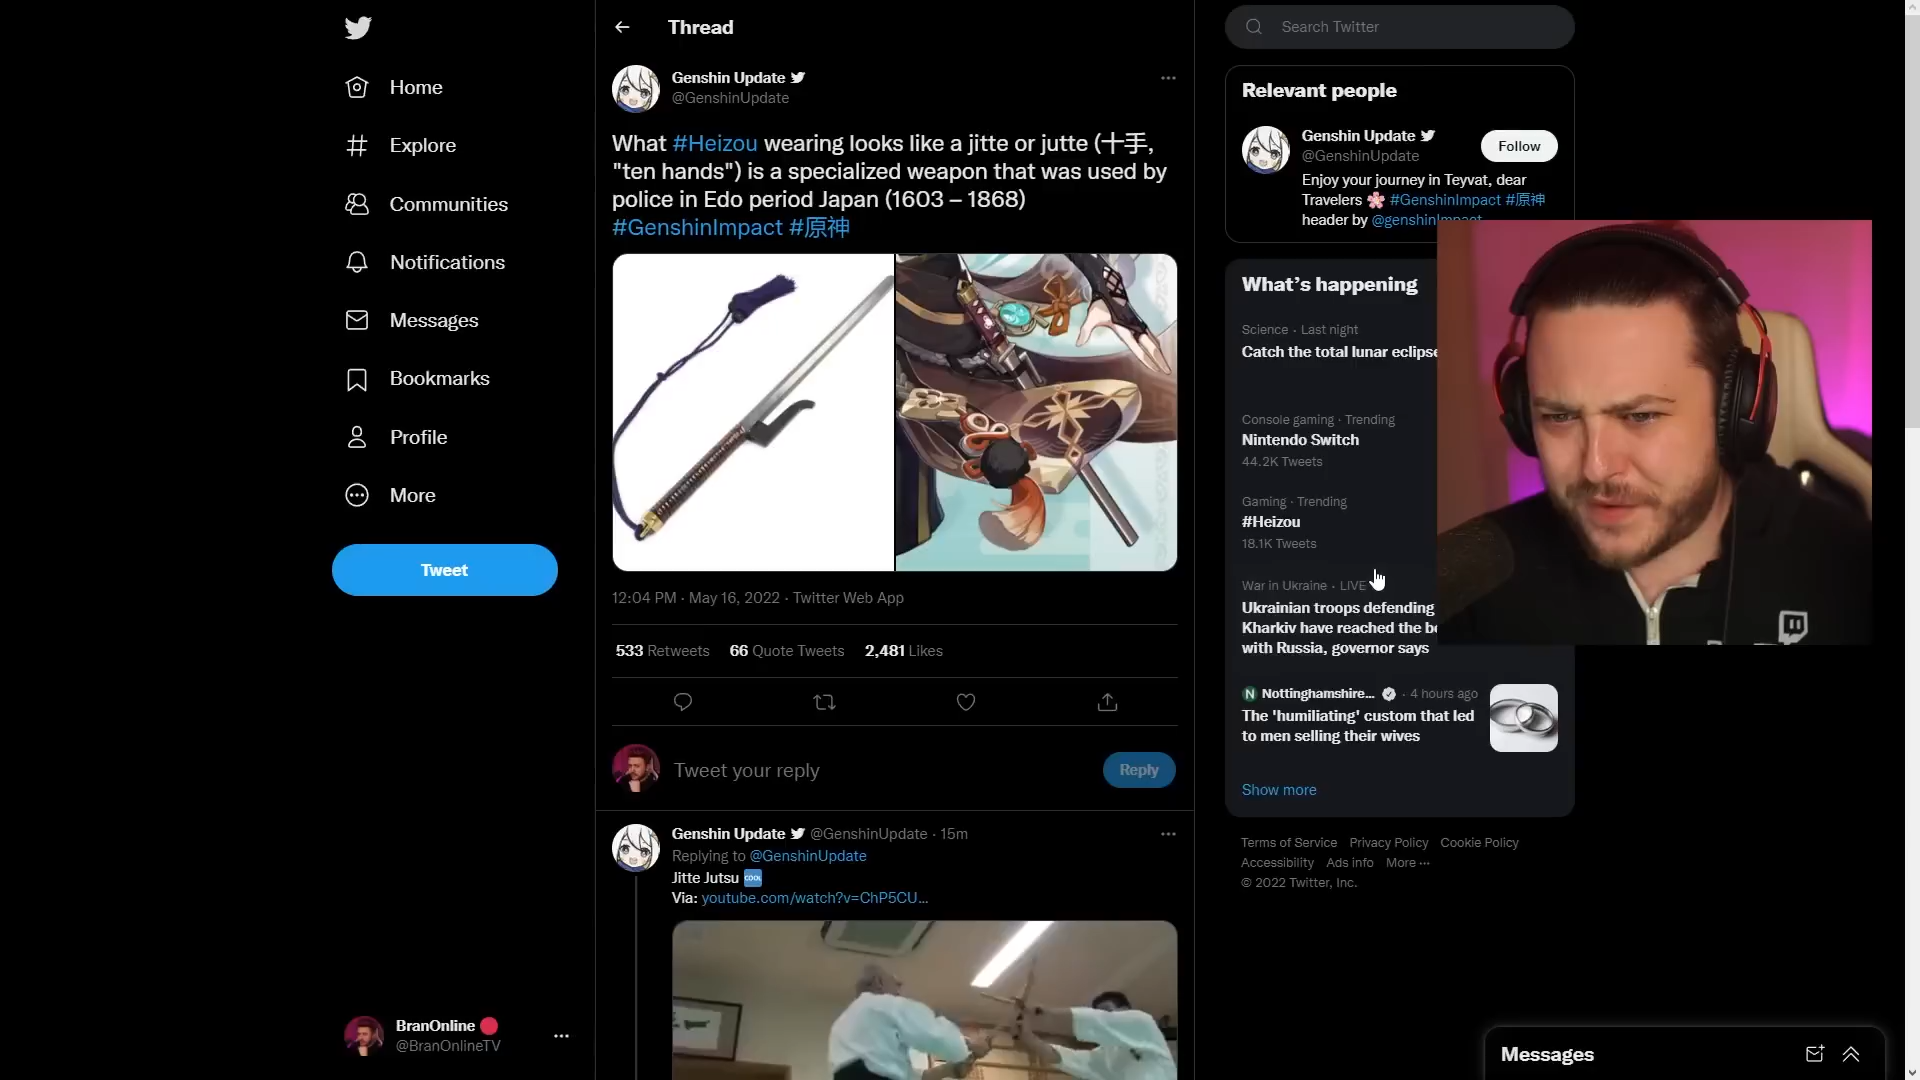 Home
Explore
Communities
Notifications
Messages
Bookmarks
Profile
More
Tweet
BranOnline
@BranOnlineTV
Thread
Genshin Update
@GenshinUpdate
What #Heizou wearing looks like a jitte or jutte (十手,
"ten hands") is a specialized weapon that was used by
police in Edo period Japan (1603 – 1868)
#GenshinImpact #原神
12:04 PM · May 16, 2022 · Twitter Web App
533 Retweets 66 Quote Tweets 2,481 Likes
Tweet your reply
Reply
Genshin Update @GenshinUpdate · 15m
Replying to @GenshinUpdate
Jitte Jutsu COOL
Via: youtube.com/watch?v=ChP5CU...
Search Twitter
Relevant people
Genshin Update
@GenshinUpdate
Follow
Enjoy your journey in Teyvat, dear
Travelers #GenshinImpact #原神
header by @genshinImpact
What's happening
Science · Last night
Catch the total lunar eclipse
Console gaming · Trending
Nintendo Switch
44.2K Tweets
Gaming · Trending
#Heizou
18.1K Tweets
War in Ukraine · LIVE
Ukrainian troops defending
Kharkiv have reached the
with Russia, governor says
N Nottinghamshire... · 4 hours ago
The 'humiliating' custom that led
to men selling their wives
Show more
Terms of Service Privacy Policy Cookie Policy
Accessibility Ads info More ···
© 2022 Twitter, Inc.
Messages